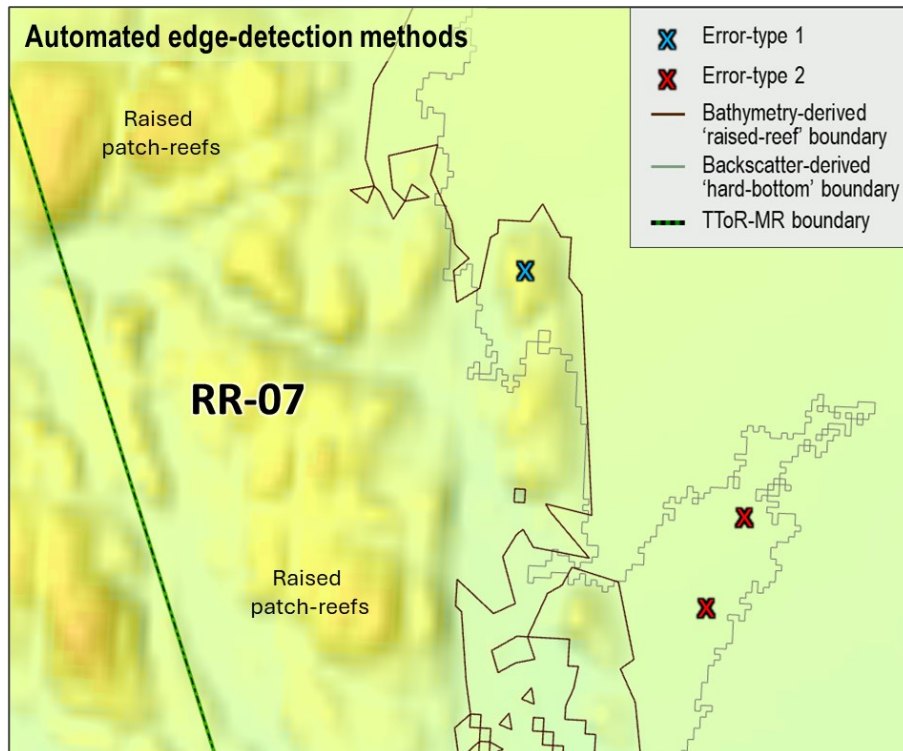 Automated edge-detection methods
Raised
patch-reefs
RR-07
Raised
patch-reefs
X
X
X
X Error-type 1
X Error-type 2
Bathymetry-derived
‘raised-reef’ boundary
Backscatter-derived
‘hard-bottom’ boundary
TToR-MR boundary